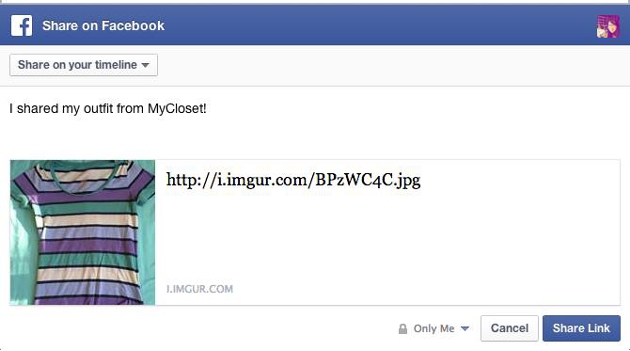 Share on Facebook
Share on your timeline
I shared my outfit from MyCloset!
http://i.imgur.com/BPzWC4C.jpg
I.IMGUR.COM
Only Me
Cancel
Share Link